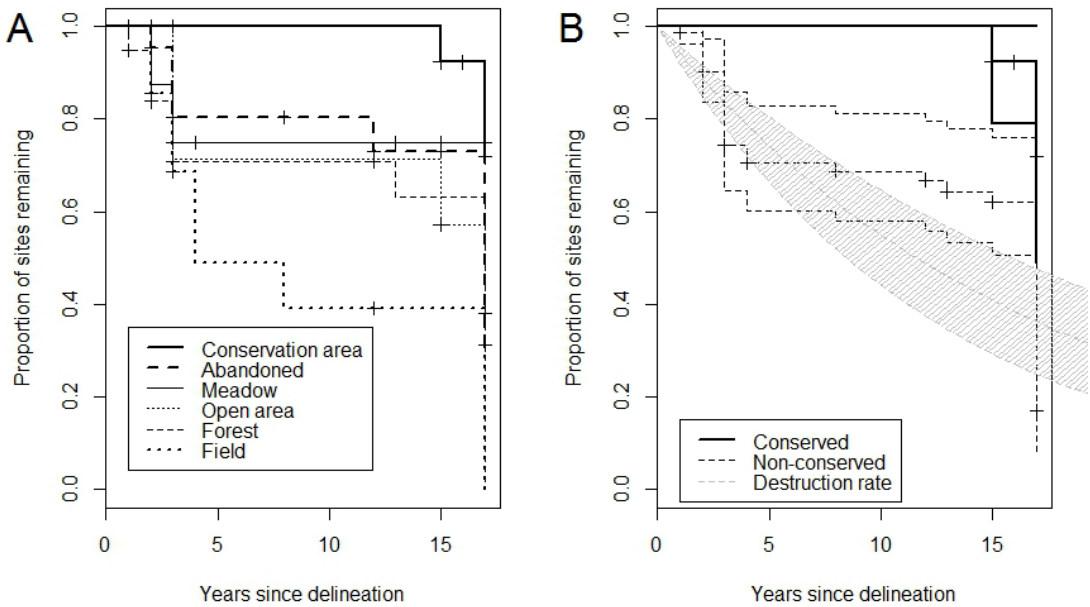 A
Proportion of sites remaining
1.0
0.8
0.6
0.4
0.2
0.0
Conservation area
Abandoned
Meadow
Open area
Forest
Field
0 5 10 15
Years since delineation
B
Proportion of sites remaining
1.0
0.8
0.6
0.4
0.2
0.0
Conserved
Non-conserved
Destruction rate
0 5 10 15
Years since delineation